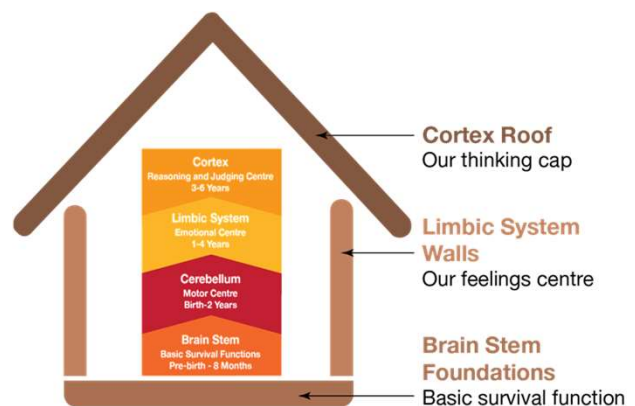 Cortex
Reasoning and Judging Centre
3-6 Years
Limbic System
Emotional Centre
1-4 Years
Cerebellum
Motor Centre
Birth-2 Years
Brain Stem
Basic Survival Functions
Pre-birth - 8 Months
Cortex Roof
Our thinking cap
Limbic System
Walls
Our feelings centre
Brain Stem
Foundations
Basic survival function